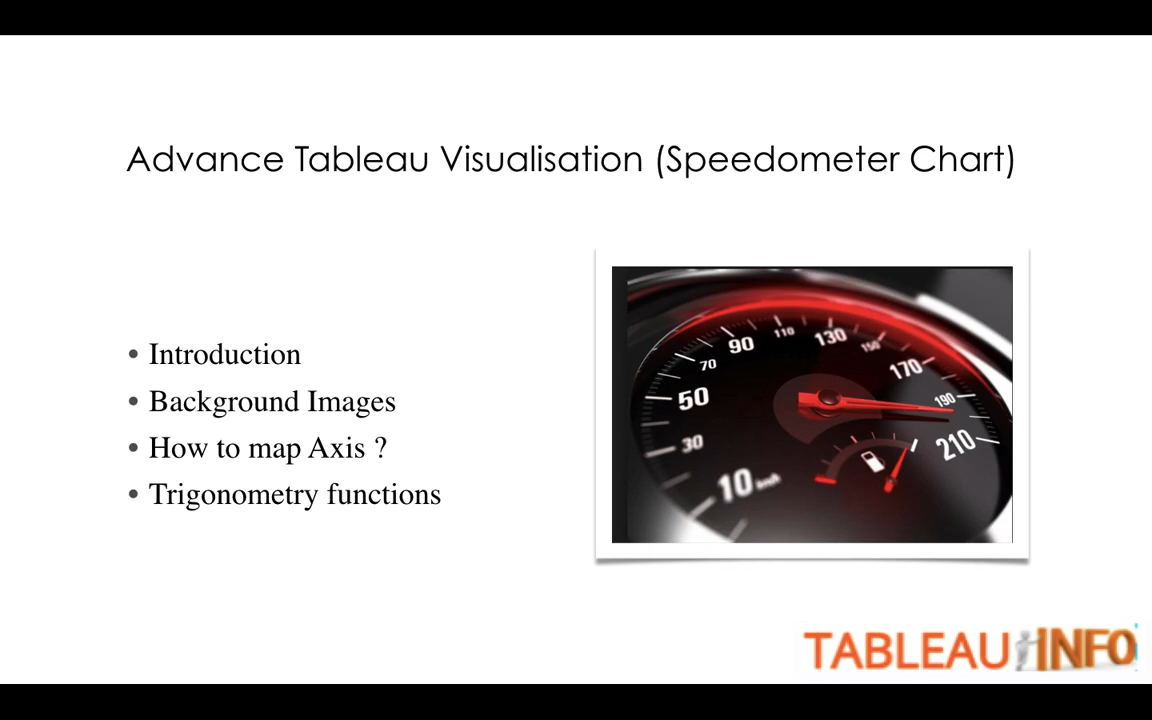 Advance Tableau Visualisation (Speedometer Chart)
• Introduction
• Background Images
• How to map Axis ?
• Trigonometry functions
10 km/h
30
50
70
90
110
130
150
170
190
210
TABLEAU INFO